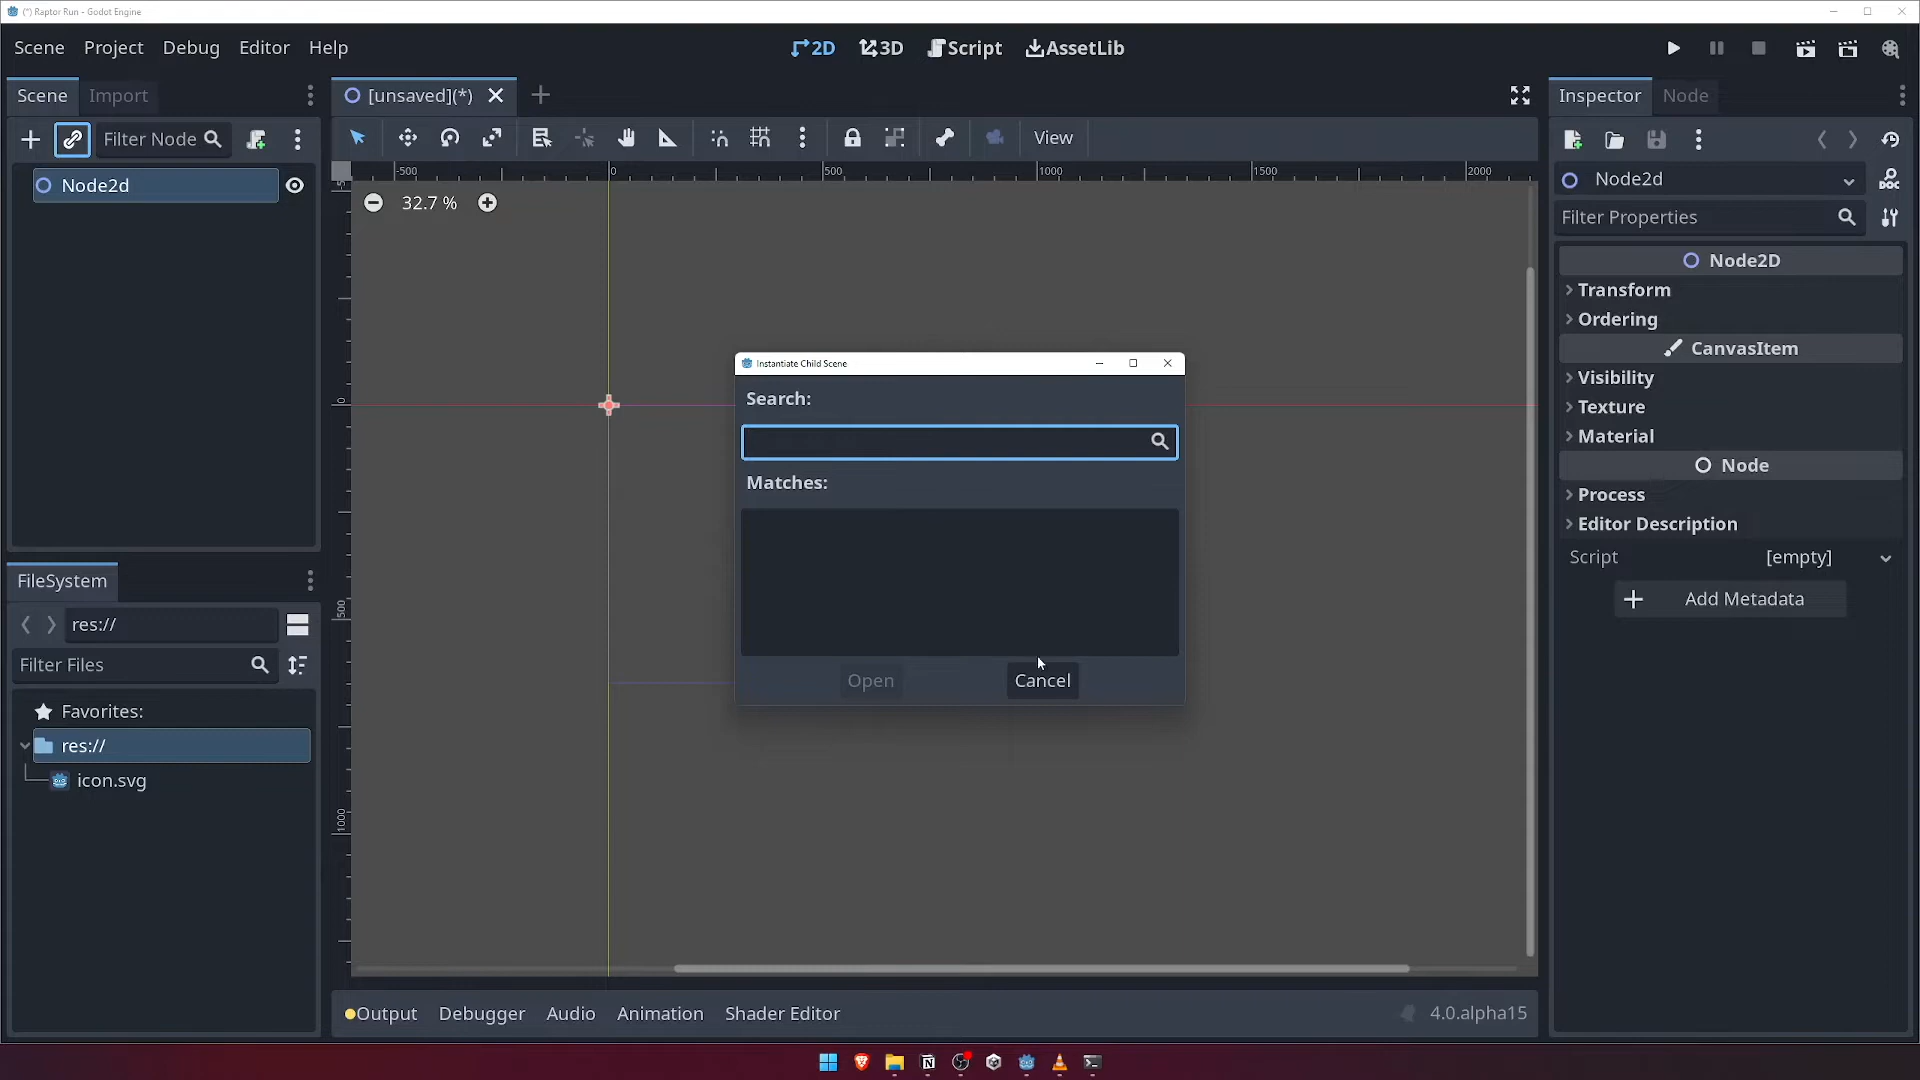 (*) Raptor Run - Godot Engine
Scene Project Debug Editor Help
2D 3D Script AssetLib
Scene Import
[unsaved](*)
Inspector Node
Filter Node
View
Node2d
-500 0 500 1000 1500 2000
32.7 %
0
500
1000
Node2d
DOC
Filter Properties
Node2D
Transform
Ordering
CanvasItem
Visibility
Texture
Material
Node
Process
Editor Description
Script [empty]
Add Metadata
Instantiate Child Scene
Search:
Matches:
Open Cancel
FileSystem
res://
Filter Files
Favorites:
res://
icon.svg
Output Debugger Audio Animation Shader Editor
4.0.alpha15